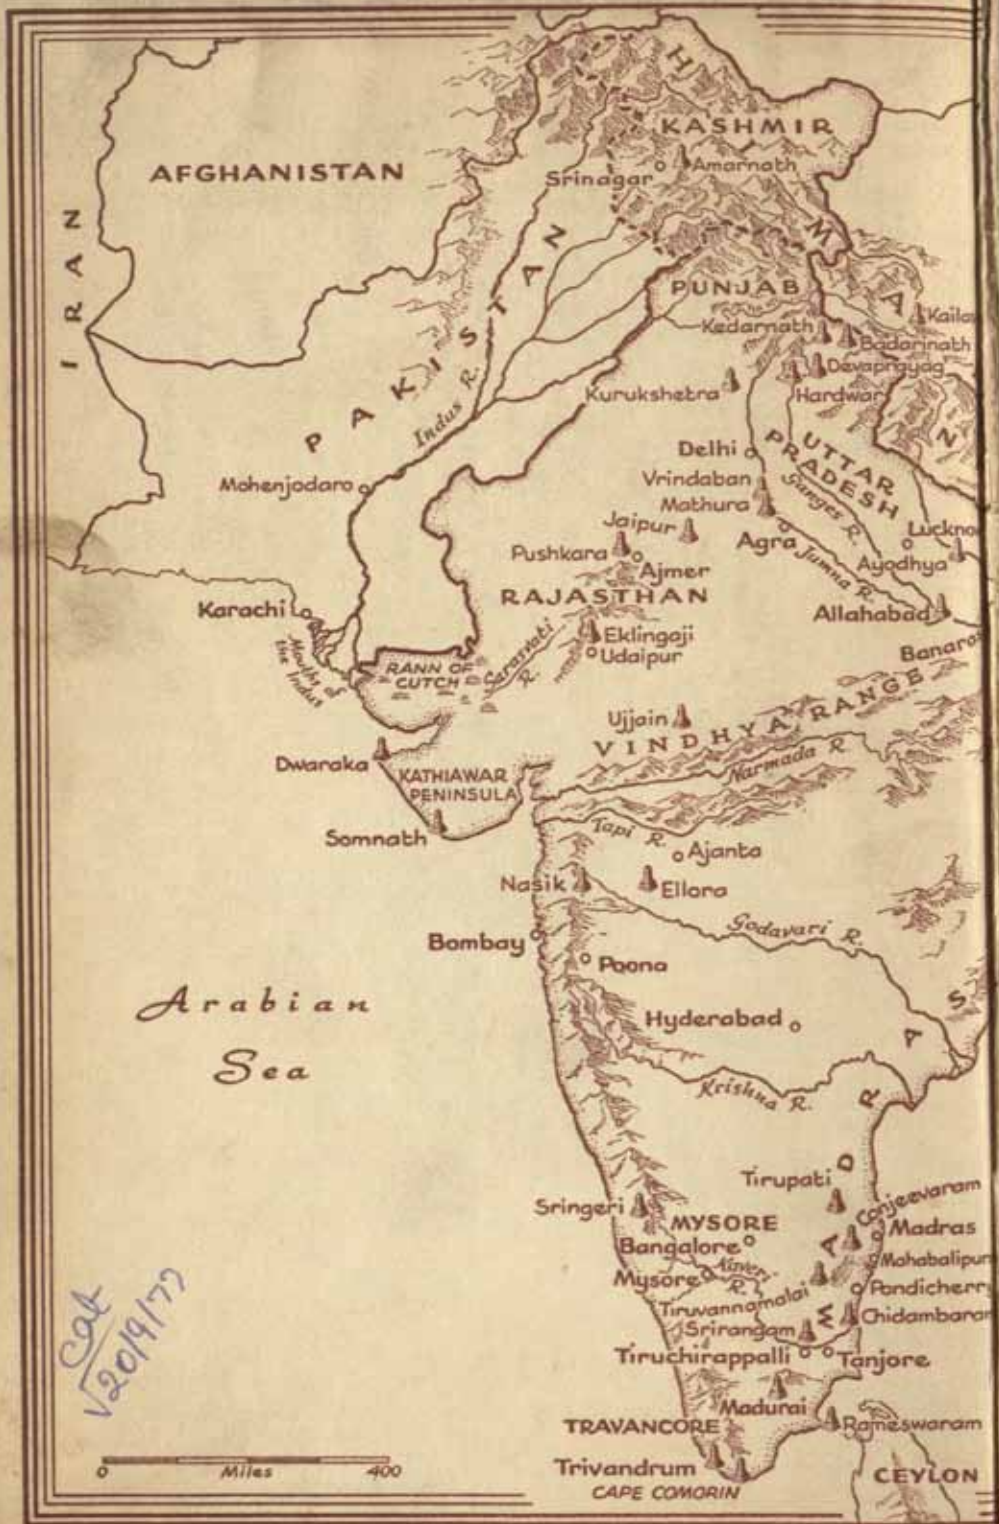 H I M A
KASHMIR
AFGHANISTAN
Srinagar
Amarnath
IRAN
PAKISTAN
PUNJAB
Kailas
Kedarnath
Badarinath
Devaprayag
Kurukshetra
Hardwar
N
Indus R.
Delhi
UTTAR
PRADESH
Vrindaban
Mohenjodaro
Ganges R.
Mathura
Jaipur
Agra
Luckno
Pushkara
Jumna R.
Ayodhya
Ajmer
RAJASTHAN
Karachi
Allahabad
Mouths of
the Indus
Eklingaji
Udaipur
Banaras
RANN OF
CUTCH
Sarasvati
R.
Ujjain
VINDHYA RANGE
Dwaraka
KATHIAWAR
PENINSULA
Narmada R
Somnath
Tapi R.
Ajanta
Nasik
Ellora
Godavari R.
Bombay
Poona
Arabian
Sea
Hyderabad
Krishna R.
MADRAS
Tirupati
Conjeevaram
Sringeri
MYSORE
Madras
Bangalore
Mahabalipur
Mysore
Kaveri
R.
Pondicherr
Tiruvannamalai
Chidambaram
Srirangam
Tiruchirappalli
Tanjore
Madurai
TRAVANCORE
Rameswaram
Trivandrum
CAPE COMORIN
CEYLON
0 Miles 400
Cat
√20/9/77